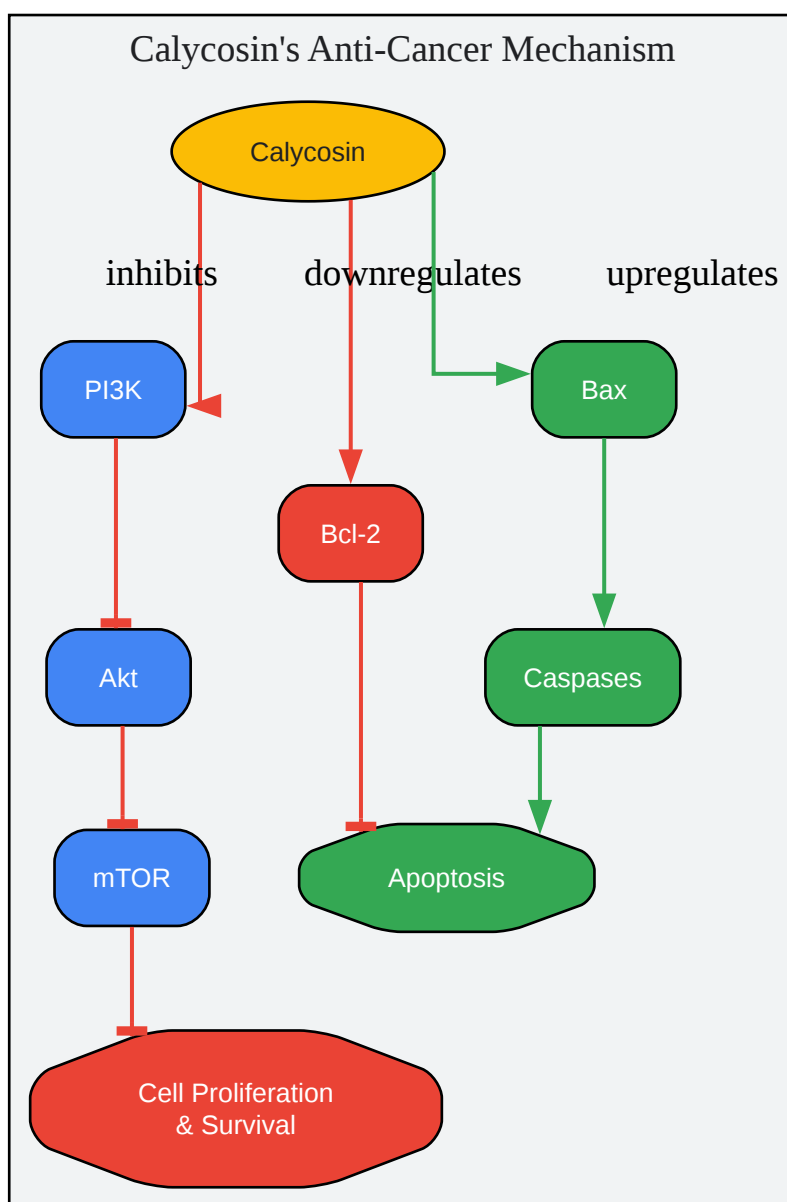 Calycosin's Anti-Cancer Mechanism
Calycosin
inhibits
downregulates
upregulates
PI3K
Bax
Bcl-2
Akt
Caspases
mTOR
Apoptosis
Cell Proliferation
& Survival